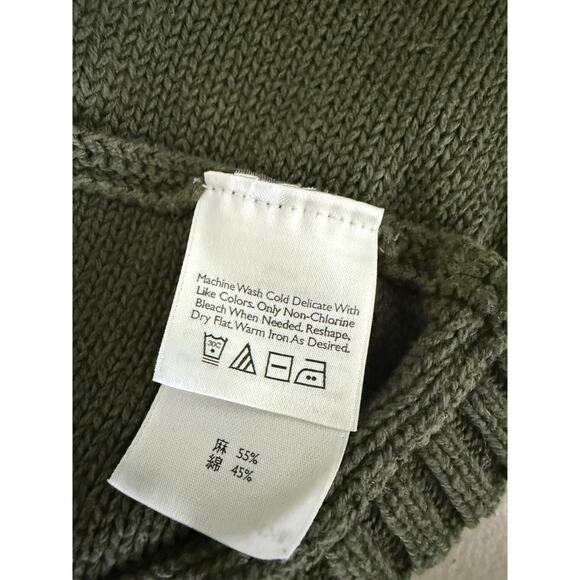 Machine Wash Cold Delicate With
Like Colors. Only Non-Chlorine
Bleach When Needed. Reshape,
Dry Flat. Warm Iron As Desired.
30C
麻 55%
綿 45%